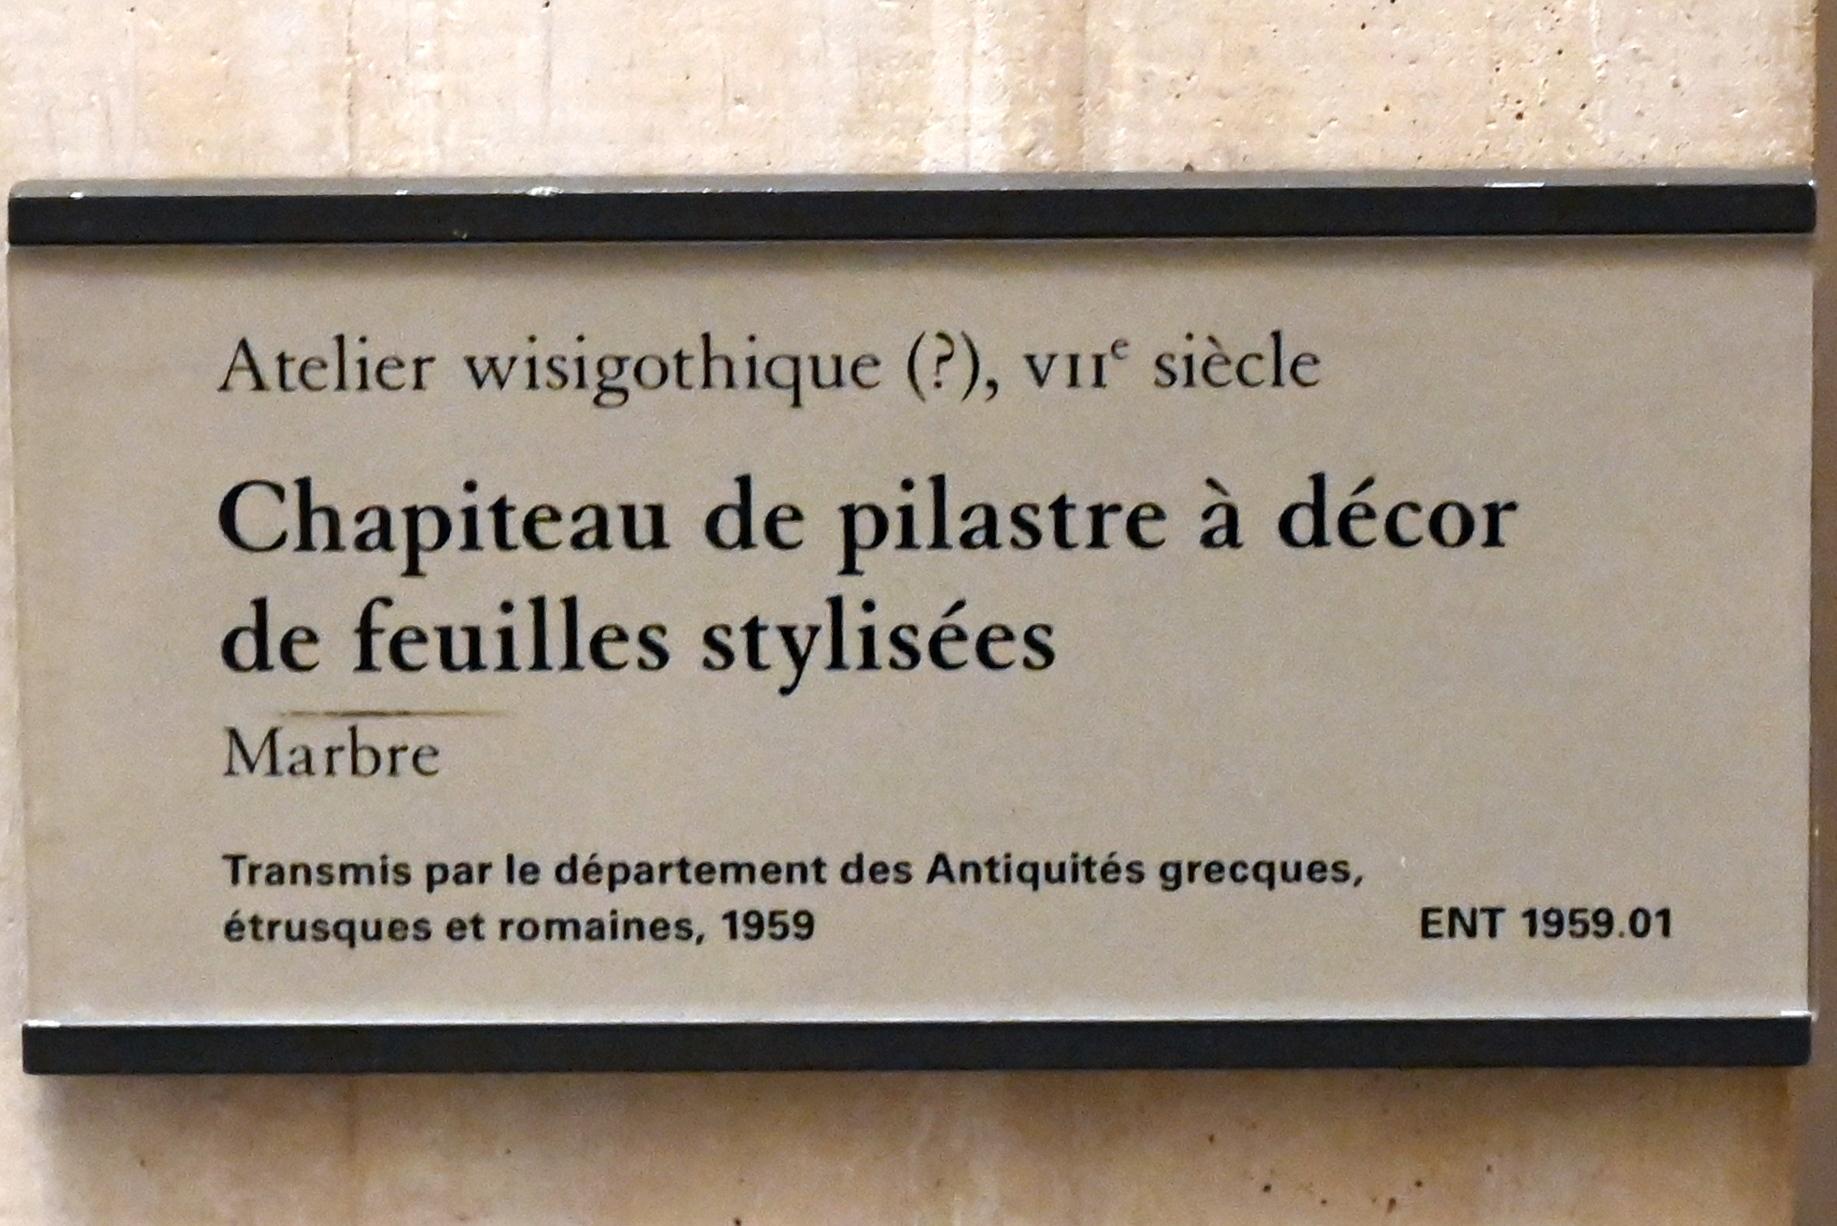 Atelier wisigothique (?), VIIe siècle
Chapiteau de pilastre à décor
de feuilles stylisées
Marbre
Transmis par le département des Antiquités grecques,
étrusques et romaines, 1959
ENT 1959.01